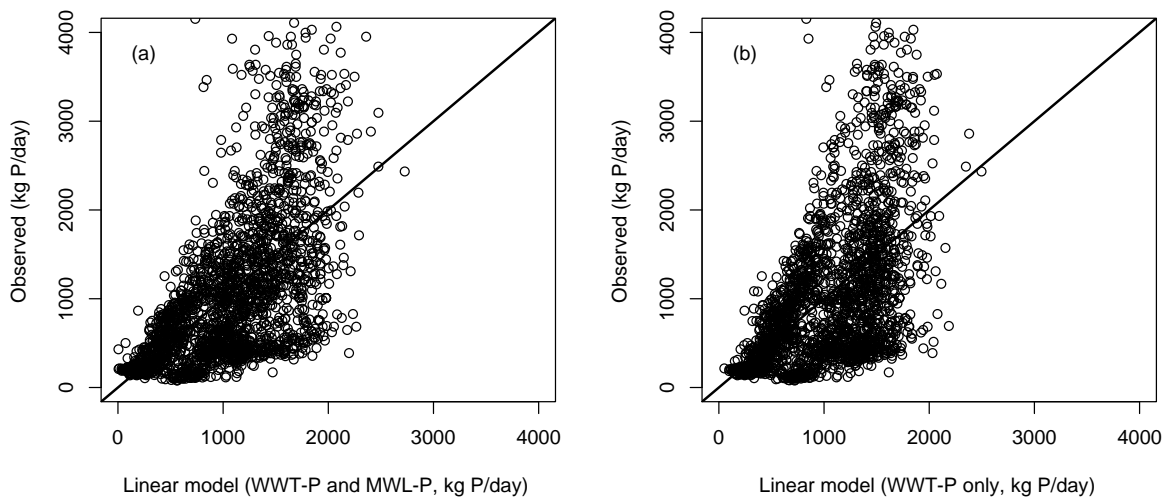 (a)
4000
3000
2000
1000
0
Observed (kg P/day)
0 1000 2000 3000 4000
Linear model (WWT-P and MWL-P, kg P/day)
(b)
4000
3000
2000
1000
0
Observed (kg P/day)
0 1000 2000 3000 4000
Linear model (WWT-P only, kg P/day)